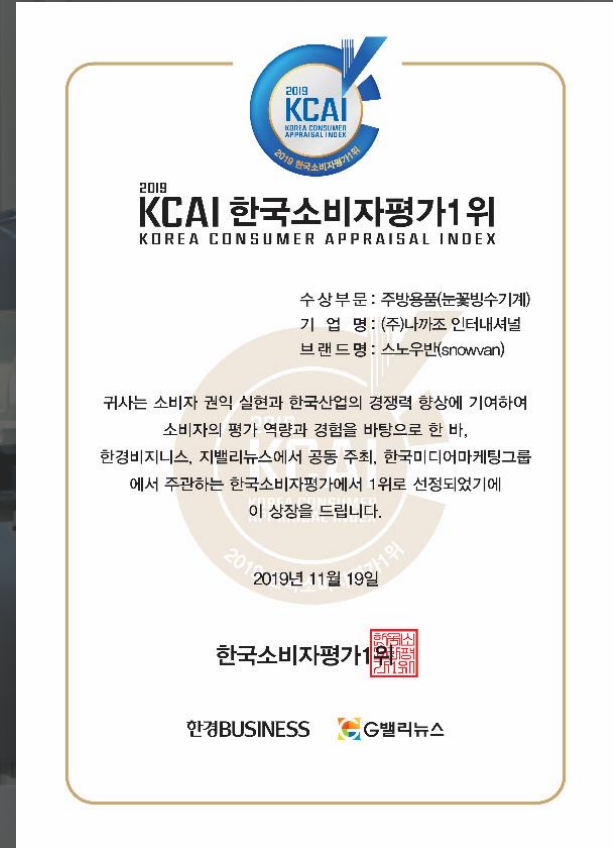 2019
KCAI
KOREA CONSUMER
APPRAISAL INDEX
2019 한국소비자평가1위
2019
KCAI 한국소비자평가1위
KOREA CONSUMER APPRAISAL INDEX
수상부문 : 주방용품(눈꽃빙수기계)
기 업 명 : (주)나까조 인터내셔널
브랜드명 : 스노우반(snowvan)
귀사는 소비자 권익 실현과 한국산업의 경쟁력 향상에 기여하여
소비자의 평가 역량과 경험을 바탕으로 한 바,
한경비지니스, 지밸리뉴스에서 공동 주최, 한국미디어마케팅그룹
에서 주관하는 한국소비자평가에서 1위로 선정되었기에
이 상장을 드립니다.
2019년 11월 19일
한국소비자평가1위
한경BUSINESS
G밸리뉴스